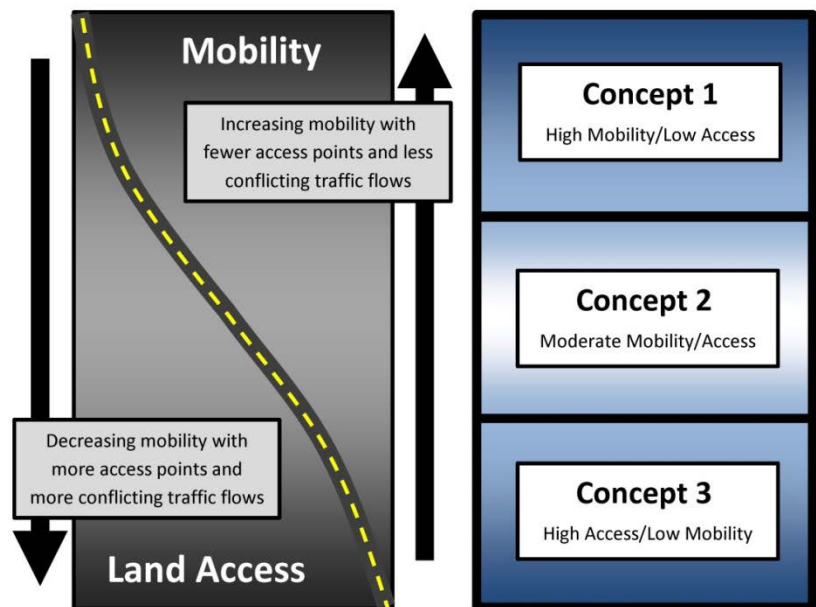 Mobility
Increasing mobility with
fewer access points and less
conflicting traffic flows
Decreasing mobility with
more access points and
more conflicting traffic flows
Land Access
Concept 1
High Mobility/Low Access
Concept 2
Moderate Mobility/Access
Concept 3
High Access/Low Mobility